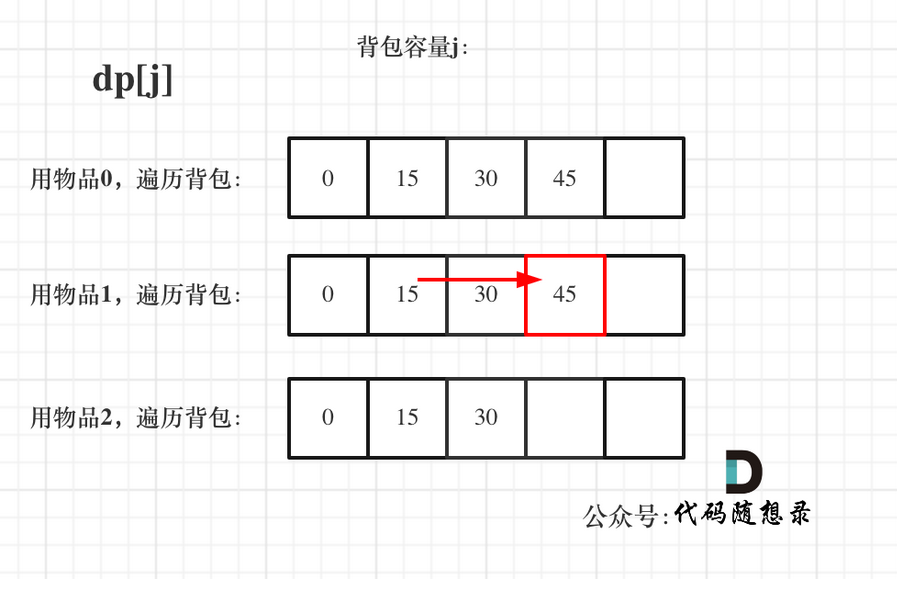 背包容量j:
dp[j]
用物品0，遍历背包: 0 15 30 45
用物品1，遍历背包: 0 15 30 45
用物品2，遍历背包: 0 15 30
公众号:代码随想录